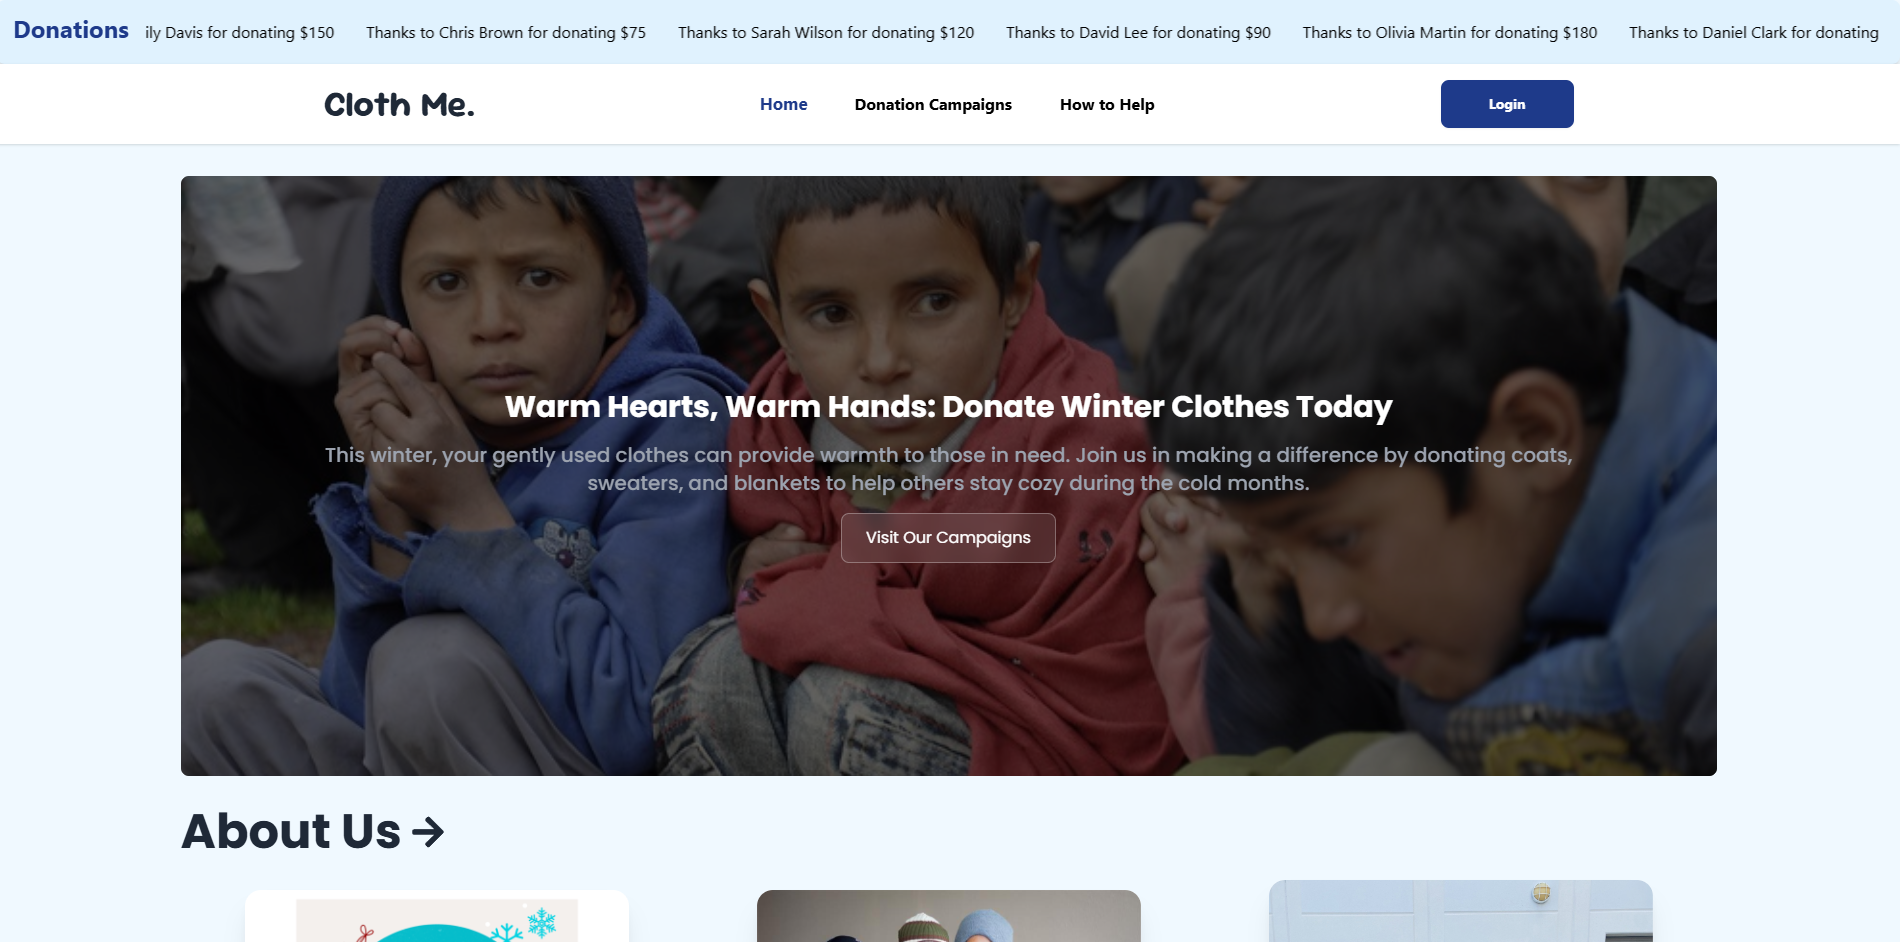 Donations
ily Davis for donating $150 Thanks to Chris Brown for donating $75 Thanks to Sarah Wilson for donating $120 Thanks to David Lee for donating $90 Thanks to Olivia Martin for donating $180 Thanks to Daniel Clark for donating
Cloth Me.
Home Donation Campaigns How to Help
Login
Warm Hearts, Warm Hands: Donate Winter Clothes Today
This winter, your gently used clothes can provide warmth to those in need. Join us in making a difference by donating coats,
sweaters, and blankets to help others stay cozy during the cold months.
Visit Our Campaigns
About Us